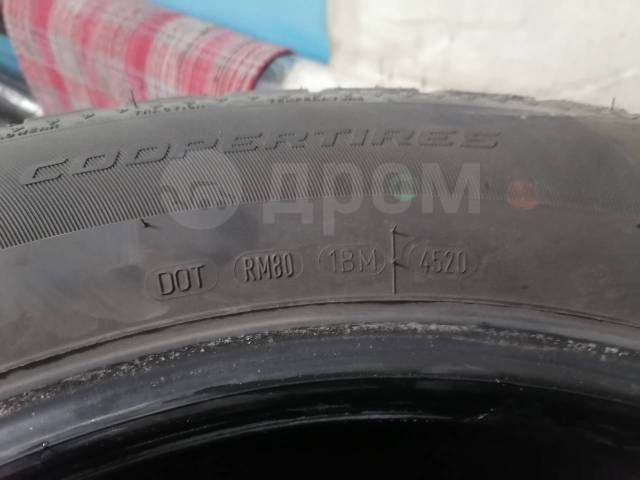 COOPERTIRES
дром
DOT RM80 1BM 4520